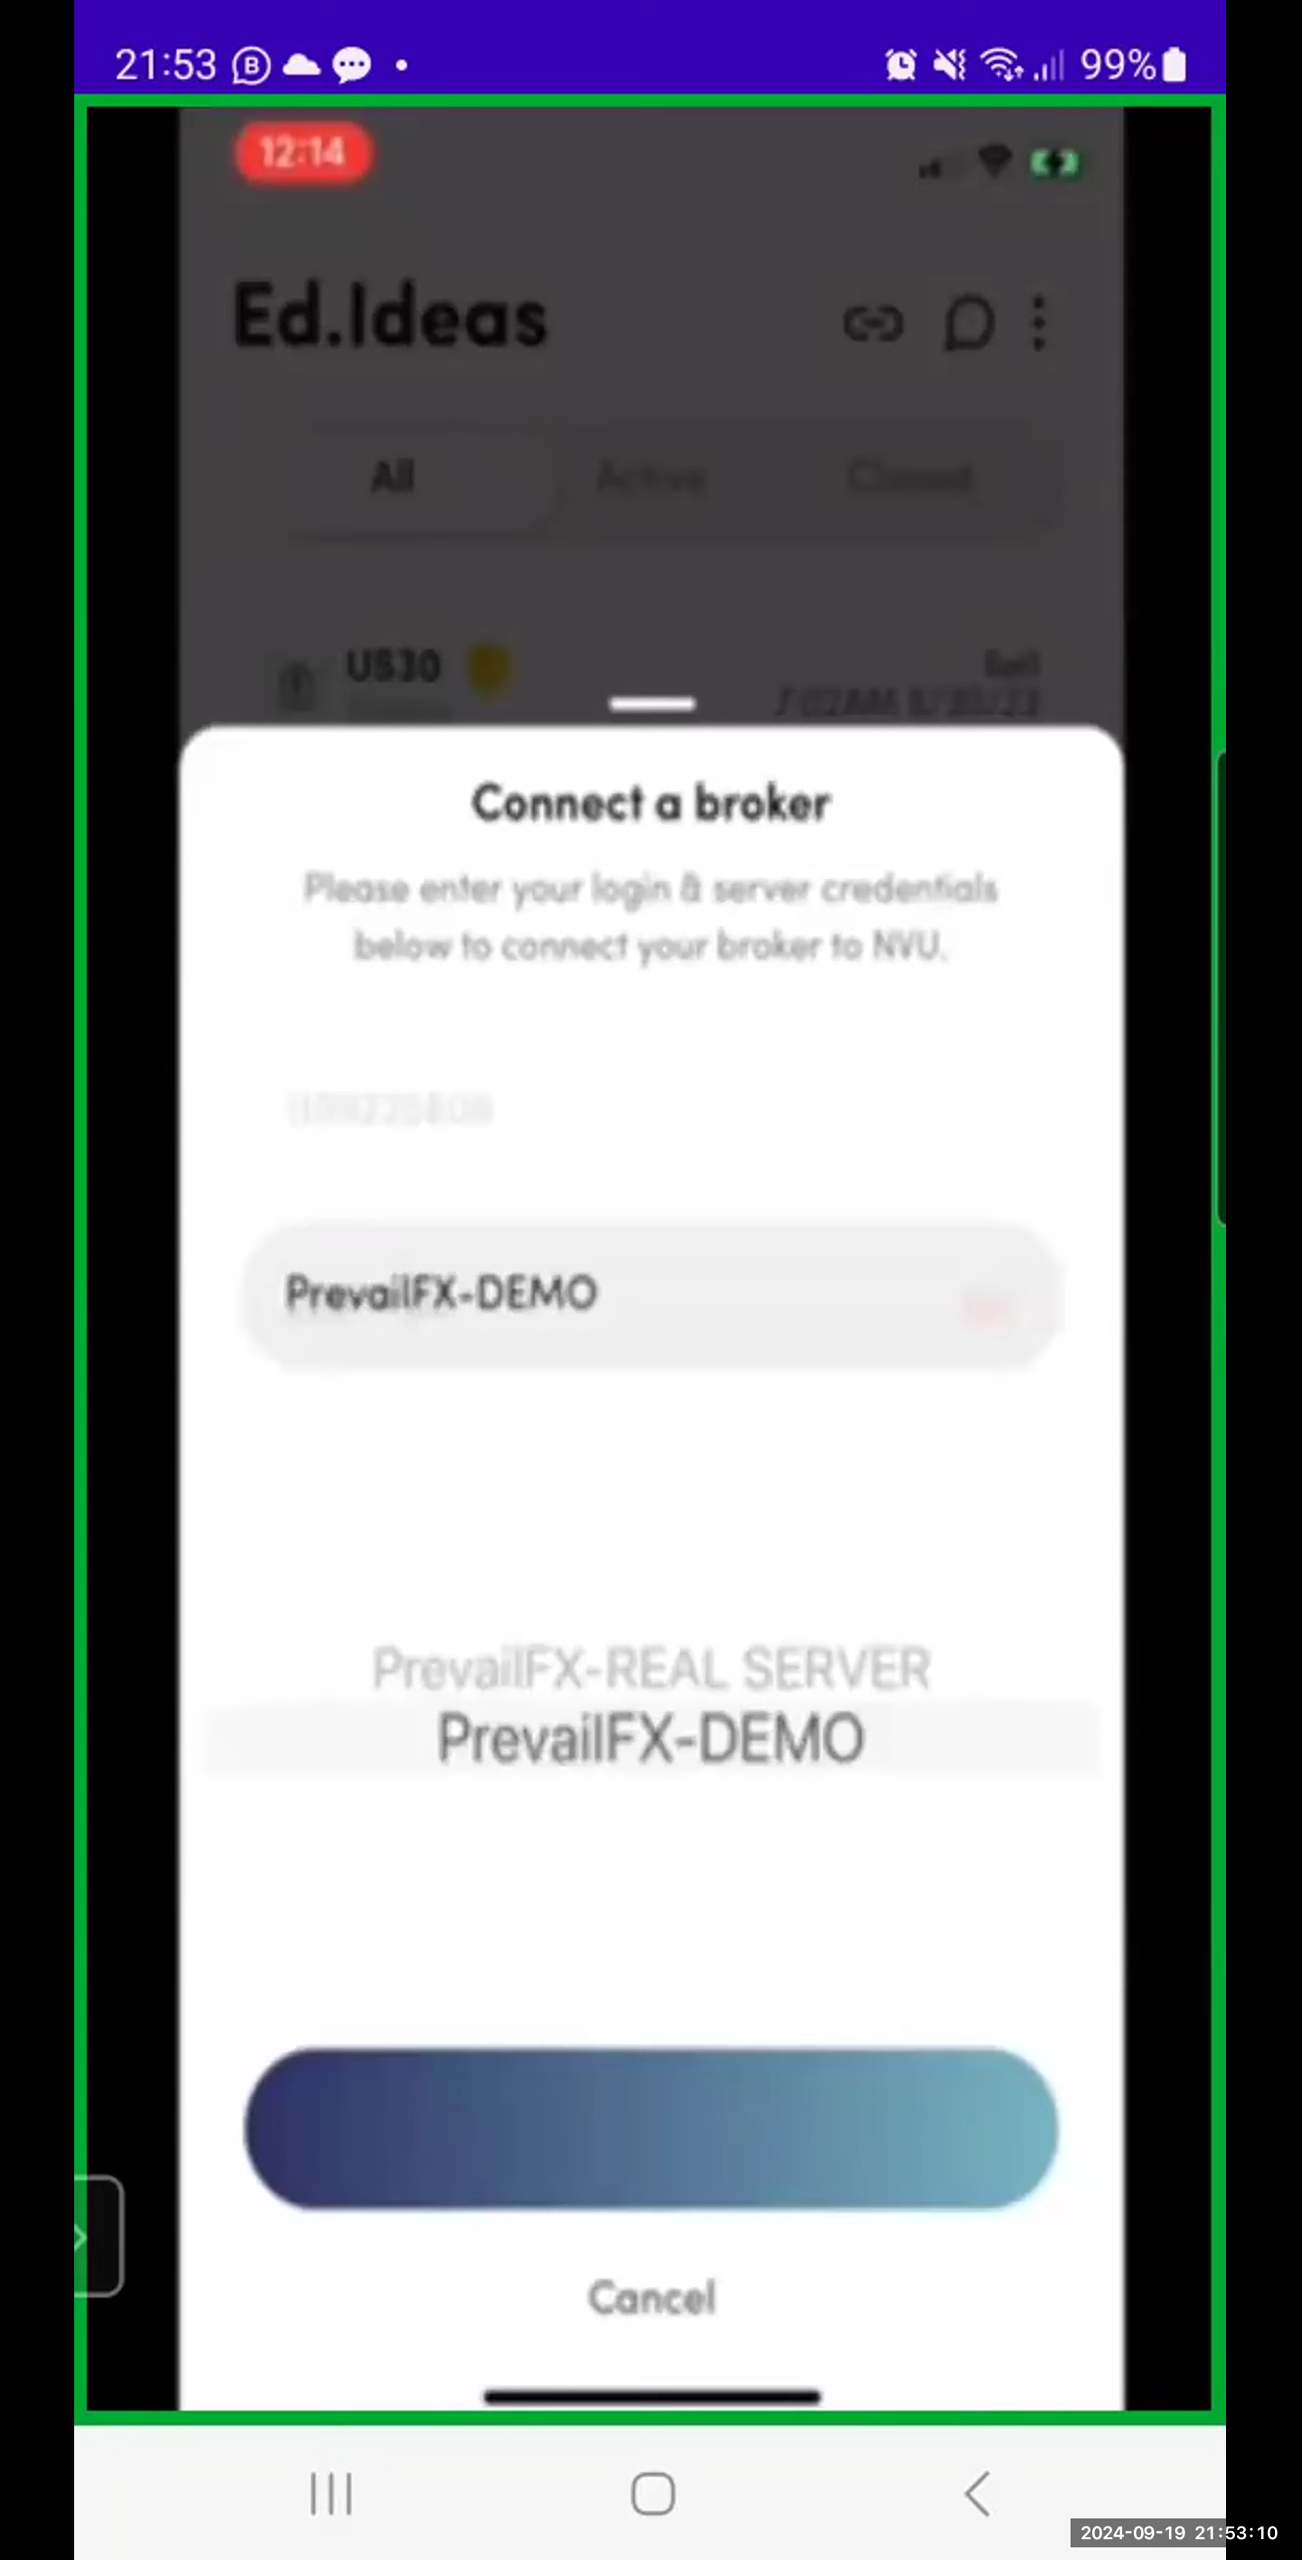 21:53
99%
12:14
Ed.Ideas
All Active Closed
US30
Sell
Connect a broker
Please enter your login & server credentials
below to connect your broker to NVU.
PrevailFX-DEMO
PrevailFX-REAL SERVER
PrevailFX-DEMO
Cancel
2024-09-19 21:53:10